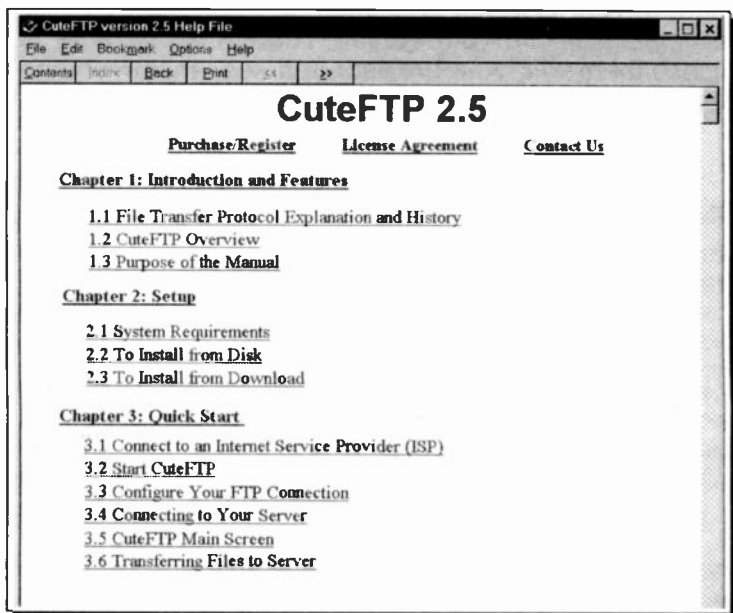 CuteFTP version 2.5 Help File
File Edit Bookmark Options Help
Contents Index Back Print << >>
CuteFTP 2.5
Purchase/Register License Agreement Contact Us
Chapter 1: Introduction and Features
1.1 File Transfer Protocol Explanation and History
1.2 CuteFTP Overview
1.3 Purpose of the Manual
Chapter 2: Setup
2.1 System Requirements
2.2 To Install from Disk
2.3 To Install from Download
Chapter 3: Quick Start
3.1 Connect to an Internet Service Provider (ISP)
3.2 Start CuteFTP
3.3 Configure Your FTP Connection
3.4 Connecting to Your Server
3.5 CuteFTP Main Screen
3.6 Transferring Files to Server